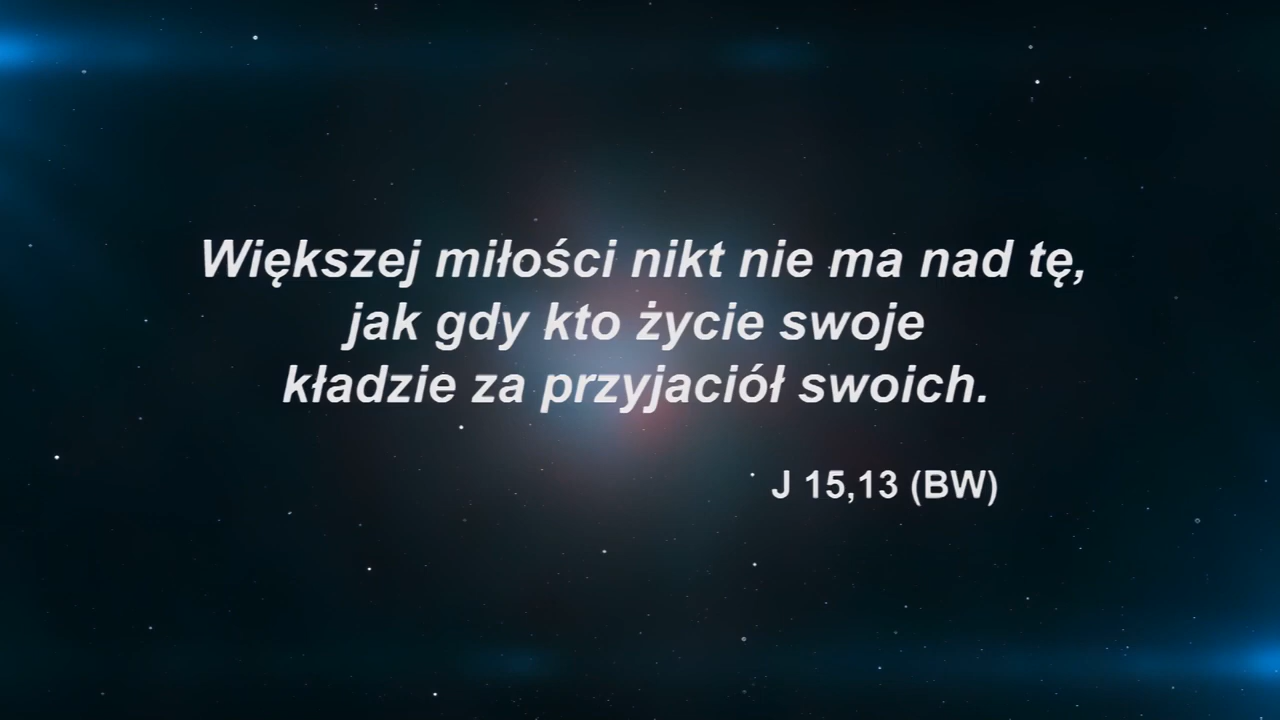 Większej miłości nikt nie ma nad tę,
jak gdy kto życie swoje
kładzie za przyjaciół swoich.
J 15,13 (BW)